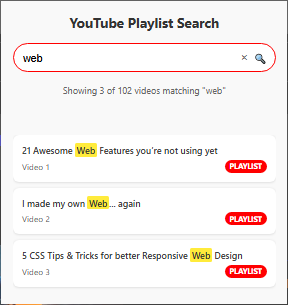 YouTube Playlist Search
web
Showing 3 of 102 videos matching "web"
21 Awesome Web Features you're not using yet
Video 1
PLAYLIST
I made my own Web... again
Video 2
PLAYLIST
5 CSS Tips & Tricks for better Responsive Web Design
Video 3
PLAYLIST